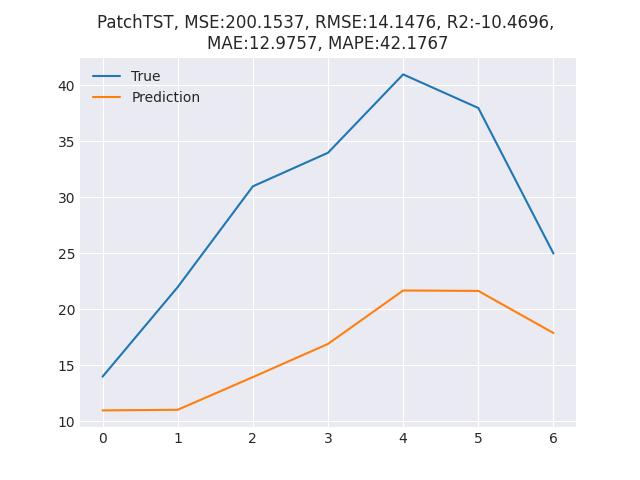 PatchTST, MSE:200.1537, RMSE:14.1476, R2:-10.4696,
MAE:12.9757, MAPE:42.1767
True
Prediction
40
35
30
25
20
15
10
0 1 2 3 4 5 6